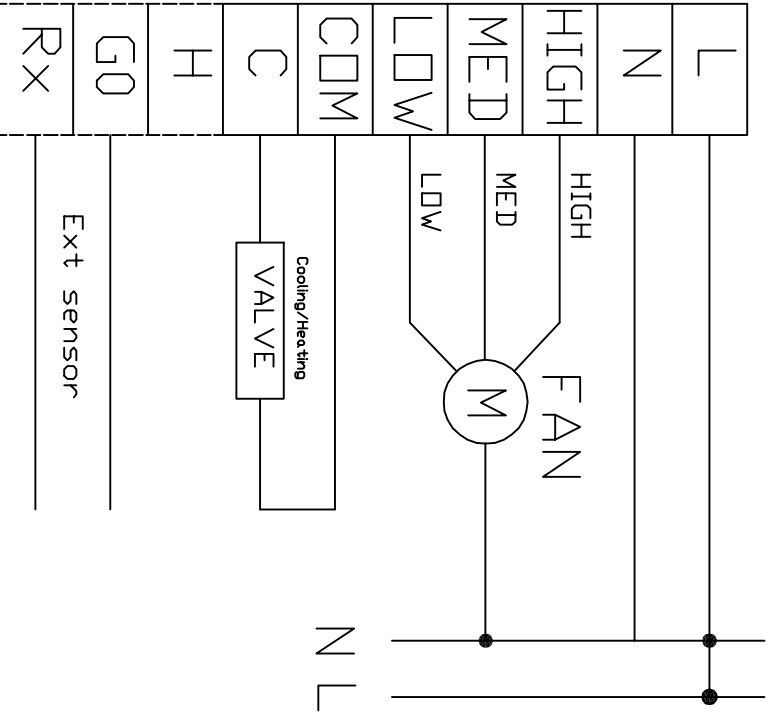 L
N
HIGH HIGH
FAN
MED MED
M
LOW LOW
COM
Cooling/Heating
C VALVE
H
G0
Ext sensor
Rx
N
L